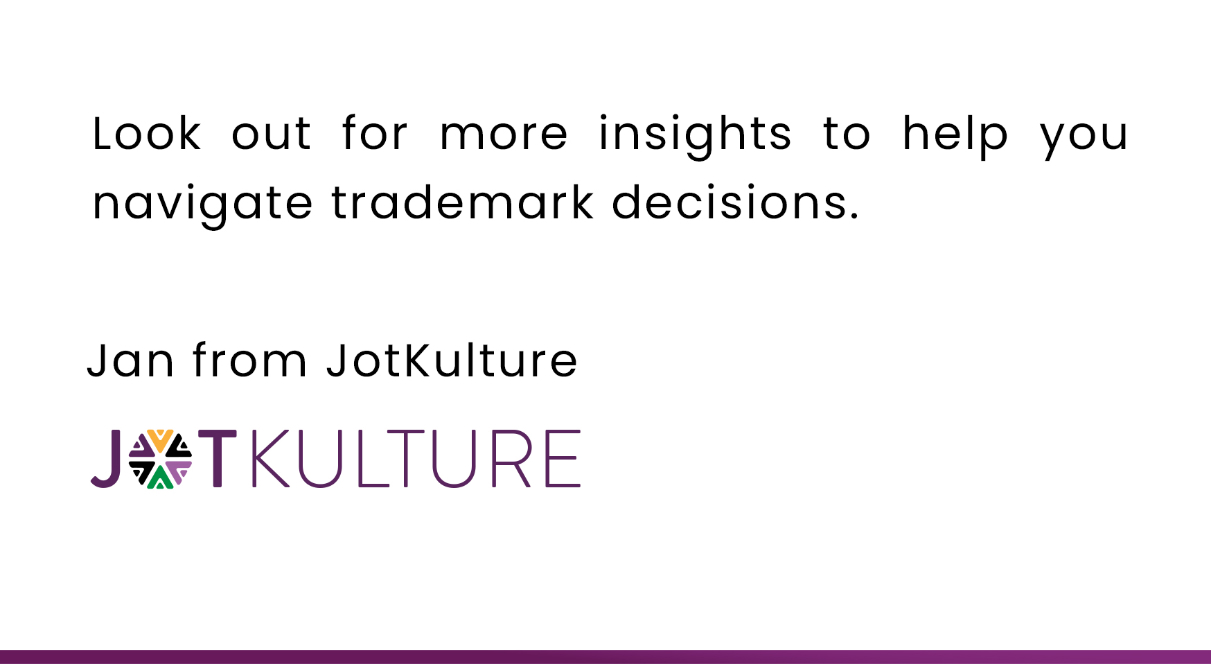 Look out for more insights to help you
navigate trademark decisions.
Jan from JotKulture
JOTKULTURE